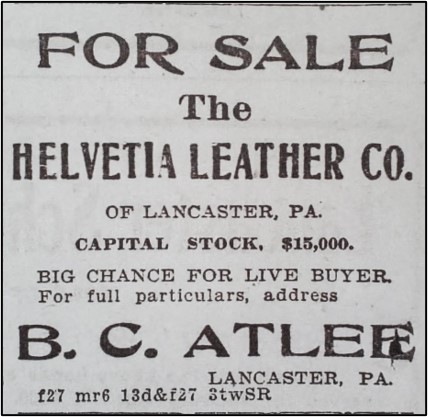 FOR SALE
The
HELVETIA LEATHER CO.
OF LANCASTER, PA.
CAPITAL STOCK, $15,000.
BIG CHANCE FOR LIVE BUYER.
For full particulars, address
B. C. ATLEE
LANCASTER, PA.
f27 mr6 13d&f27 3twSR